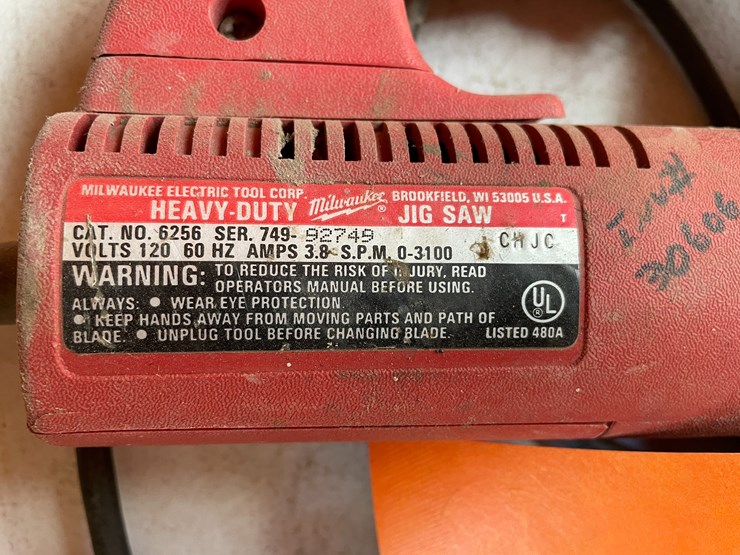 MILWAUKEE ELECTRIC TOOL CORP. Milwaukee ® BROOKFIELD, WI 53005 U.S.A.
HEAVY-DUTY JIG SAW T
CAT. NO. 6256 SER. 749- 92749 CHJC
VOLTS 120 60 HZ AMPS 3.8 S.P.M. 0-3100
WARNING: TO REDUCE THE RISK OF INJURY, READ
OPERATORS MANUAL BEFORE USING.
ALWAYS: • WEAR EYE PROTECTION.
• KEEP HANDS AWAY FROM MOVING PARTS AND PATH OF
BLADE. • UNPLUG TOOL BEFORE CHANGING BLADE.
UL ®
LISTED 480A